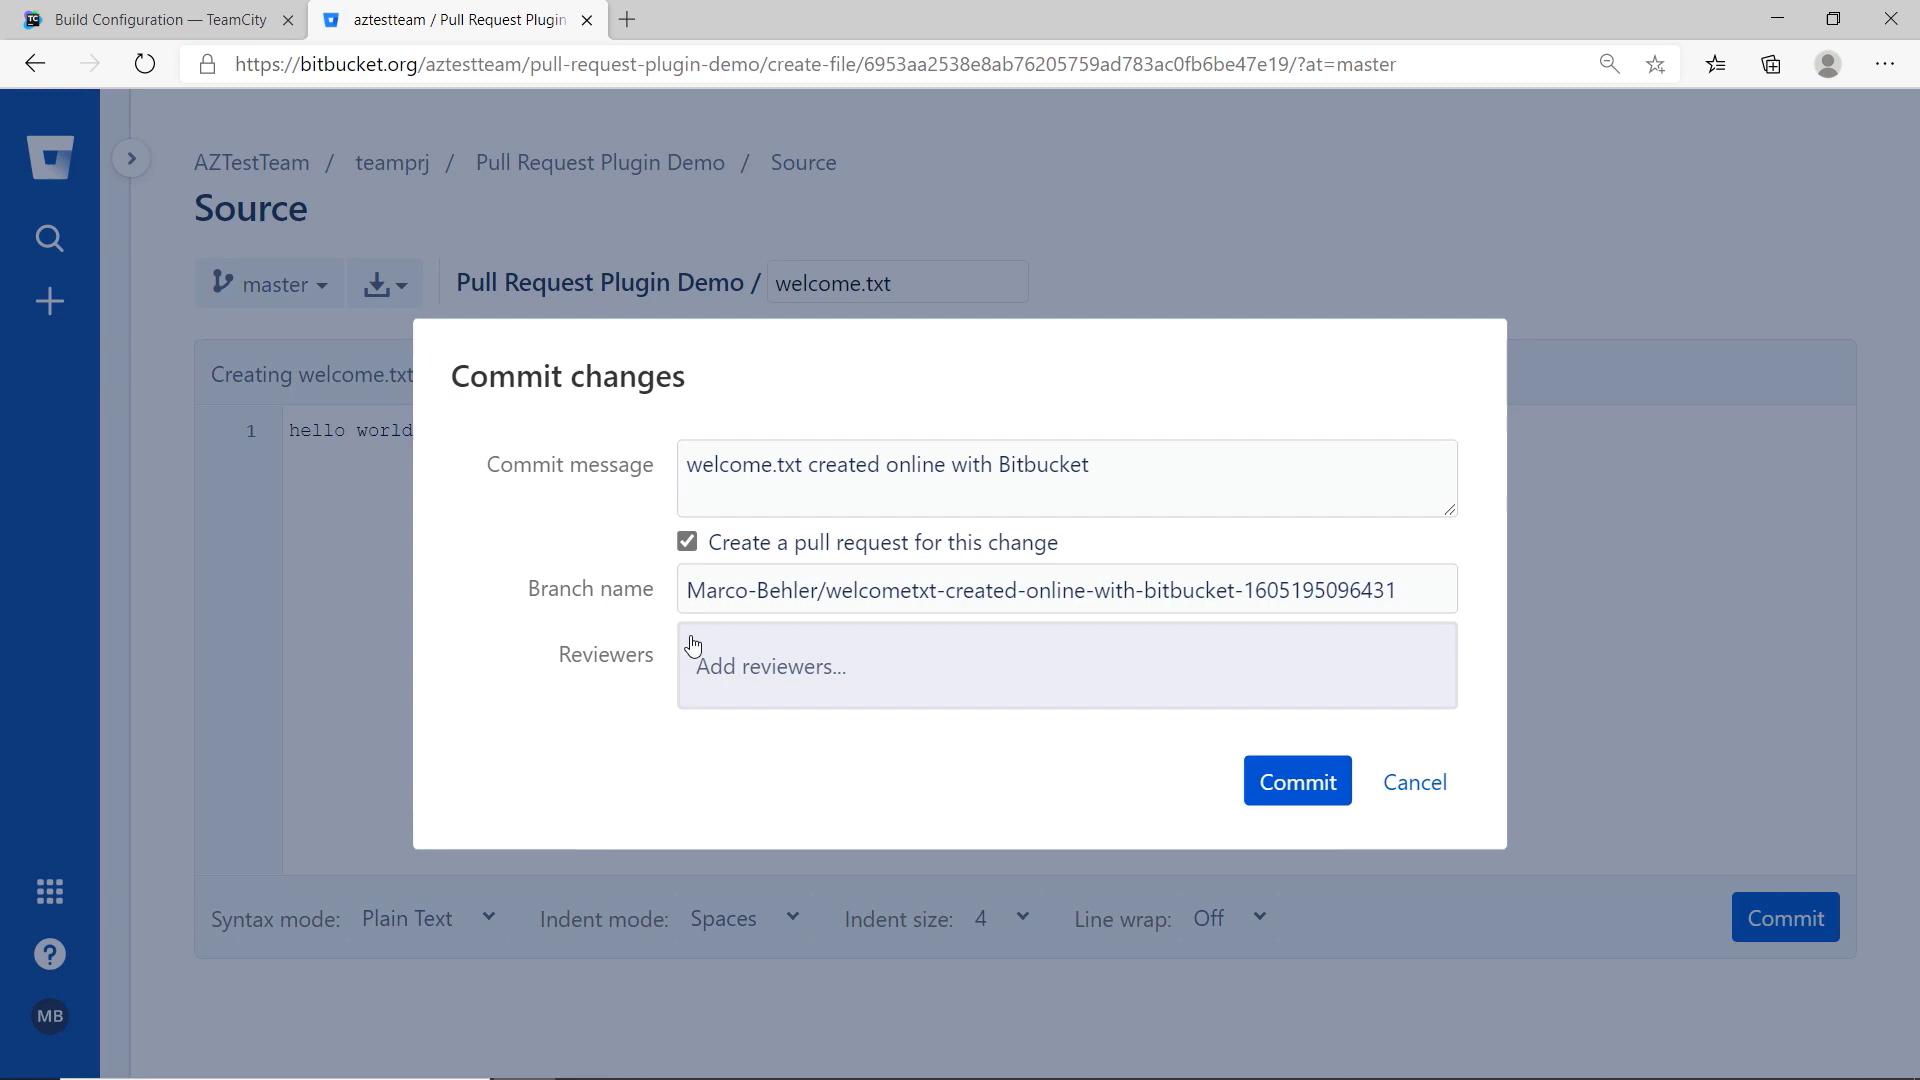 TC Build Configuration — TeamCity
aztestteam / Pull Request Plugin
https://bitbucket.org/aztestteam/pull-request-plugin-demo/create-file/6953aa2538e8ab76205759ad783ac0fb6be47e19/?at=master
AZTestTeam / teamprj / Pull Request Plugin Demo / Source
Source
master
Pull Request Plugin Demo / welcome.txt
Creating welcome.txt
1 hello world
Commit changes
Commit message welcome.txt created online with Bitbucket
Create a pull request for this change
Branch name Marco-Behler/welcometxt-created-online-with-bitbucket-1605195096431
Reviewers Add reviewers...
Commit Cancel
Syntax mode: Plain Text Indent mode: Spaces Indent size: 4 Line wrap: Off Commit
?
MB